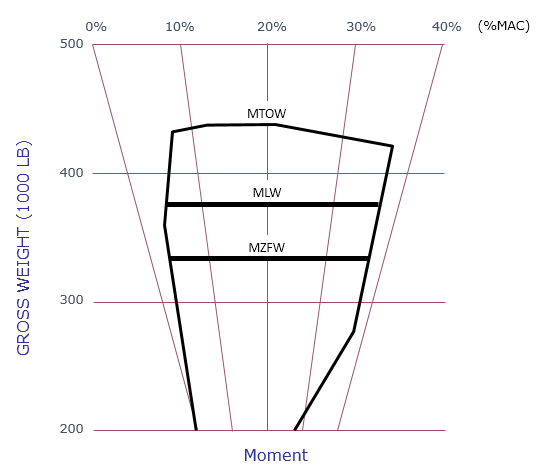 0% 10% 20% 30% 40% (%MAC)
500
MTOW
400
MLW
MZFW
300
200
GROSS WEIGHT (1000 LB)
Moment